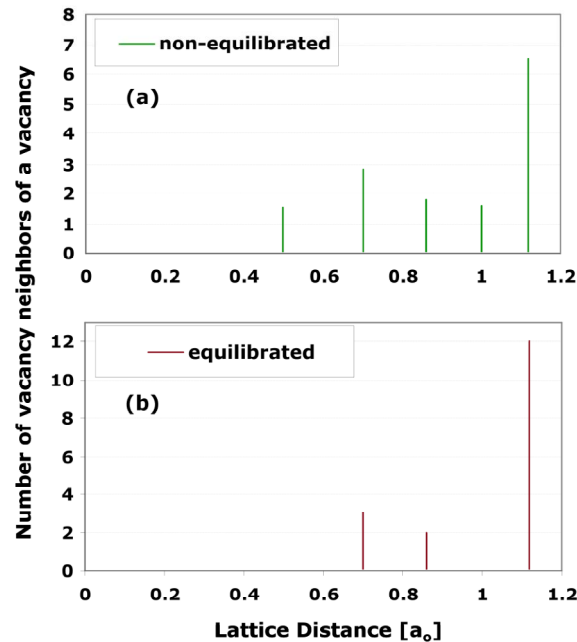 Number of vacancy neighbors of a vacancy
8
7
6
5
4
3
2
1
0
non-equilibrated
(a)
0 0.2 0.4 0.6 0.8 1 1.2
12
10
8
6
4
2
0
equilibrated
(b)
0 0.2 0.4 0.6 0.8 1 1.2
Lattice Distance [aₒ]